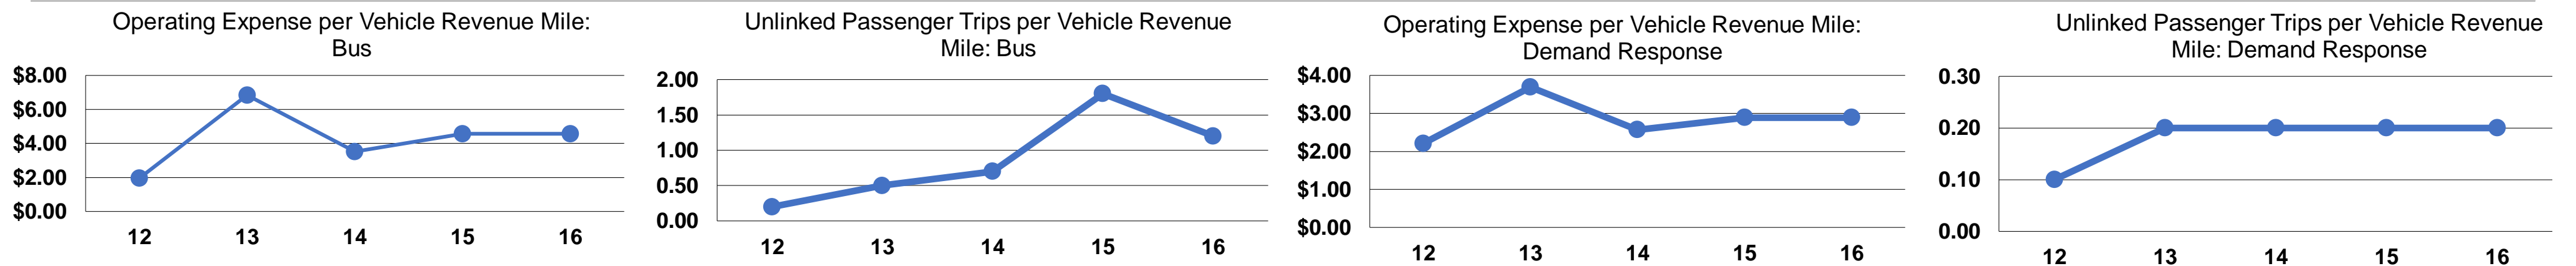 Operating Expense per Vehicle Revenue Mile:
Bus
$8.00
$6.00
$4.00
$2.00
$0.00
12 13 14 15 16
Unlinked Passenger Trips per Vehicle Revenue
Mile: Bus
2.00
1.50
1.00
0.50
0.00
12 13 14 15 16
Operating Expense per Vehicle Revenue Mile:
Demand Response
$4.00
$3.00
$2.00
$1.00
$0.00
12 13 14 15 16
Unlinked Passenger Trips per Vehicle Revenue
Mile: Demand Response
0.30
0.20
0.10
0.00
12 13 14 15 16